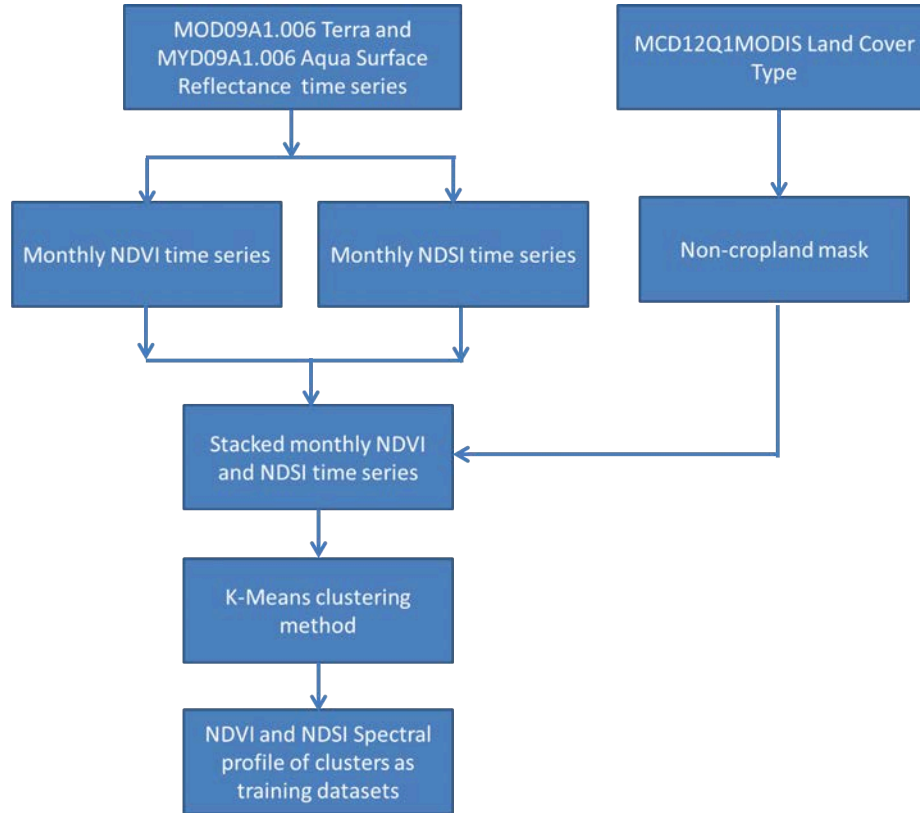 MOD09A1.006 Terra and
MYD09A1.006 Aqua Surface
Reflectance time series
MCD12Q1MODIS Land Cover
Type
Monthly NDVI time series
Monthly NDSI time series
Non-cropland mask
Stacked monthly NDVI
and NDSI time series
K-Means clustering
method
NDVI and NDSI Spectral
profile of clusters as
training datasets